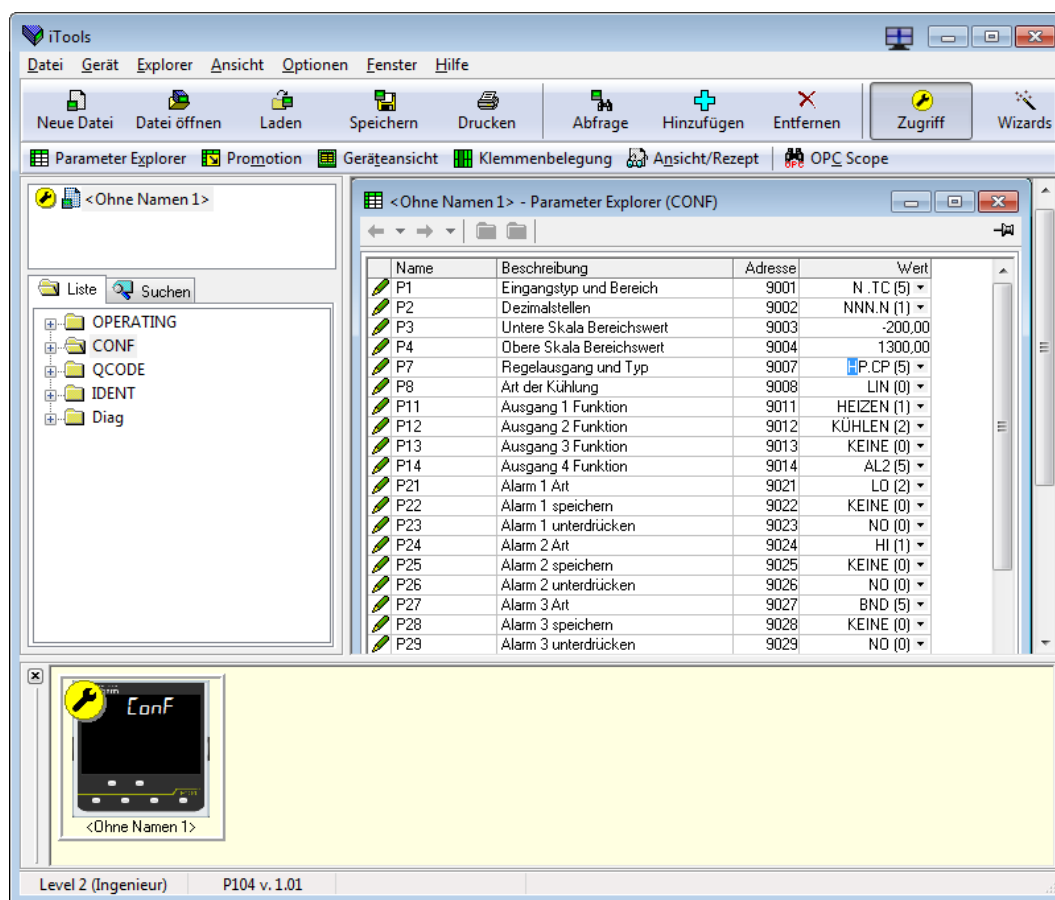 iTools
Datei Gerät Explorer Ansicht Optionen Fenster Hilfe
Neue Datei Datei öffnen Laden Speichern Drucken Abfrage Hinzufügen Entfernen Zugriff Wizards
Parameter Explorer Promotion Geräteansicht Klemmenbelegung Ansicht/Rezept OPC OPC Scope
<Ohne Namen 1>
Liste Suchen
OPERATING
CONF
QCODE
IDENT
Diag
<Ohne Namen 1> - Parameter Explorer (CONF)
Name Beschreibung Adresse Wert
P1 Eingangstyp und Bereich 9001 N .TC (5)
P2 Dezimalstellen 9002 NNN.N (1)
P3 Untere Skala Bereichswert 9003 -200,00
P4 Obere Skala Bereichswert 9004 1300,00
P7 Regelausgang und Typ 9007 HP.CP (5)
P8 Art der Kühlung 9008 LIN (0)
P11 Ausgang 1 Funktion 9011 HEIZEN (1)
P12 Ausgang 2 Funktion 9012 KÜHLEN (2)
P13 Ausgang 3 Funktion 9013 KEINE (0)
P14 Ausgang 4 Funktion 9014 AL2 (5)
P21 Alarm 1 Art 9021 LO (2)
P22 Alarm 1 speichern 9022 KEINE (0)
P23 Alarm 1 unterdrücken 9023 NO (0)
P24 Alarm 2 Art 9024 HI (1)
P25 Alarm 2 speichern 9025 KEINE (0)
P26 Alarm 2 unterdrücken 9026 NO (0)
P27 Alarm 3 Art 9027 BND (5)
P28 Alarm 3 speichern 9028 KEINE (0)
P29 Alarm 3 unterdrücken 9029 NO (0)
ConF
<Ohne Namen 1>
Level 2 (Ingenieur) P104 v. 1.01